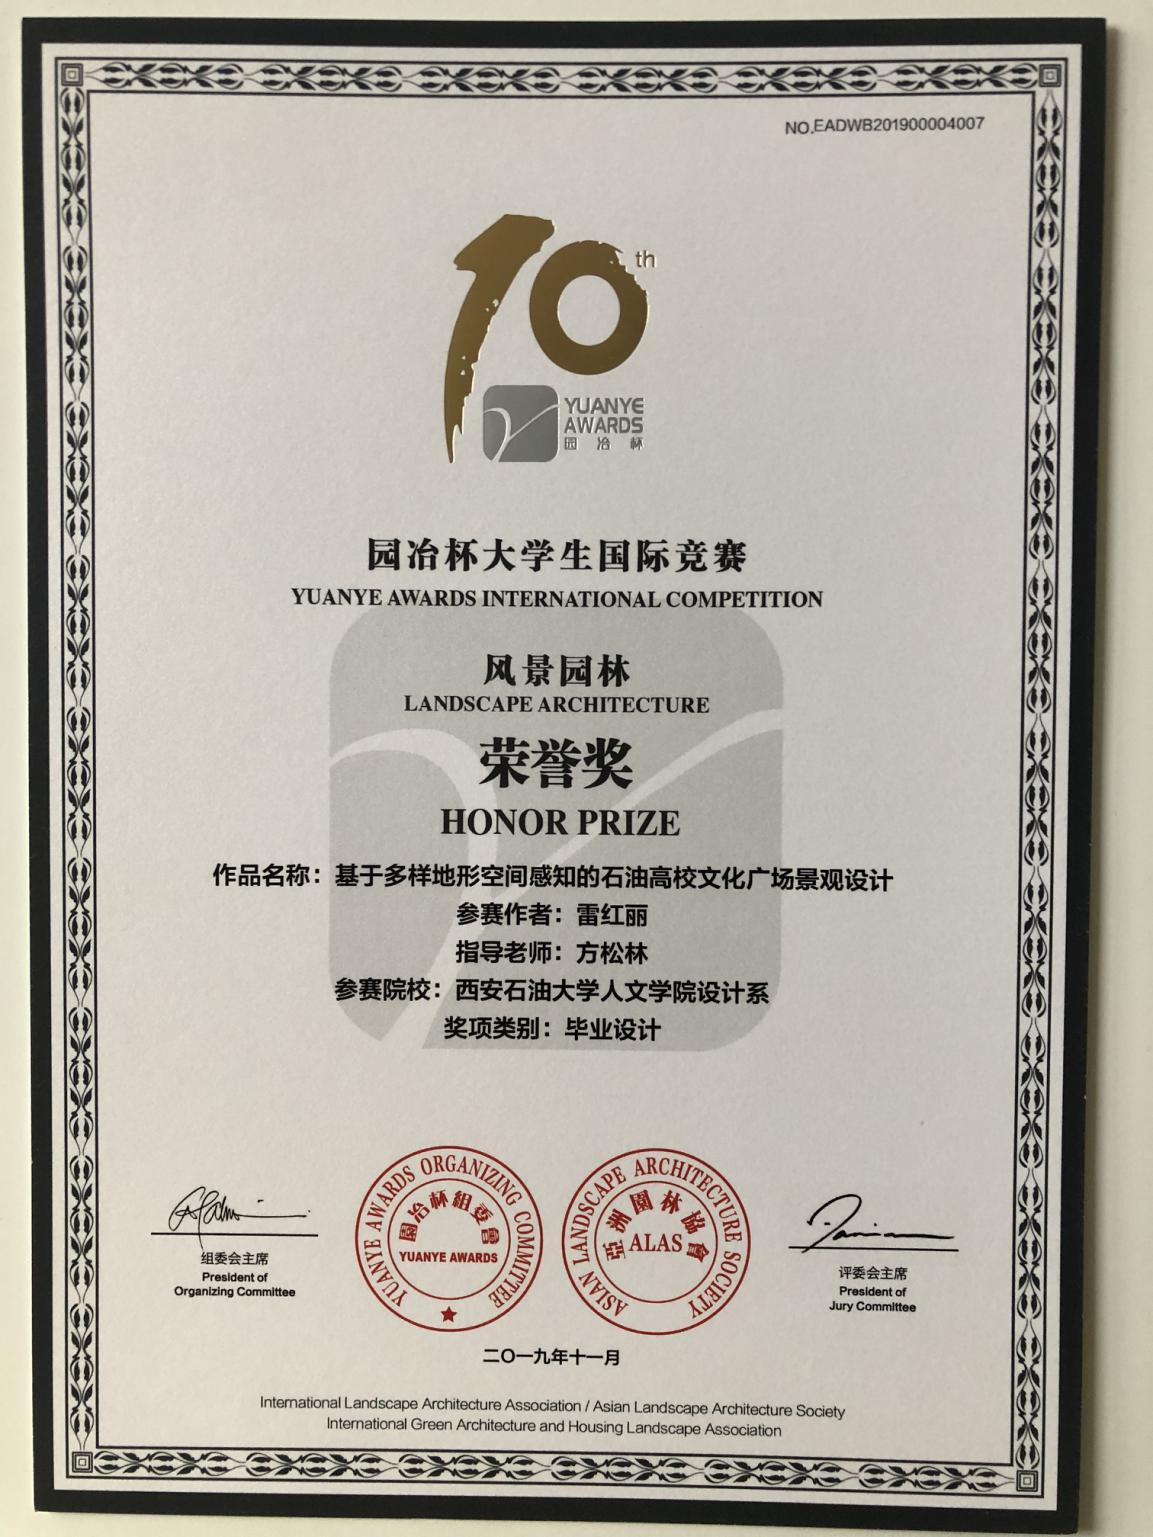 NO.EADWB201900004007
10th
YUANYE
AWARDS
园冶杯
园冶杯大学生国际竞赛
YUANYE AWARDS INTERNATIONAL COMPETITION
风景园林
LANDSCAPE ARCHITECTURE
荣誉奖
HONOR PRIZE
作品名称：基于多样地形空间感知的石油高校文化广场景观设计
参赛作者：雷红丽
指导老师：方松林
参赛院校：西安石油大学人文学院设计系
奖项类别：毕业设计
YUANYE AWARDS ORGANIZING COMMITTEE
園冶杯組委會
YUANYE AWARDS
ASIAN LANDSCAPE ARCHITECTURE SOCIETY
亞洲園林協會
ALAS
组委会主席
President of
Organizing Committee
评委会主席
President of
Jury Committee
二〇一九年十一月
International Landscape Architecture Association / Asian Landscape Architecture Society
International Green Architecture and Housing Landscape Association